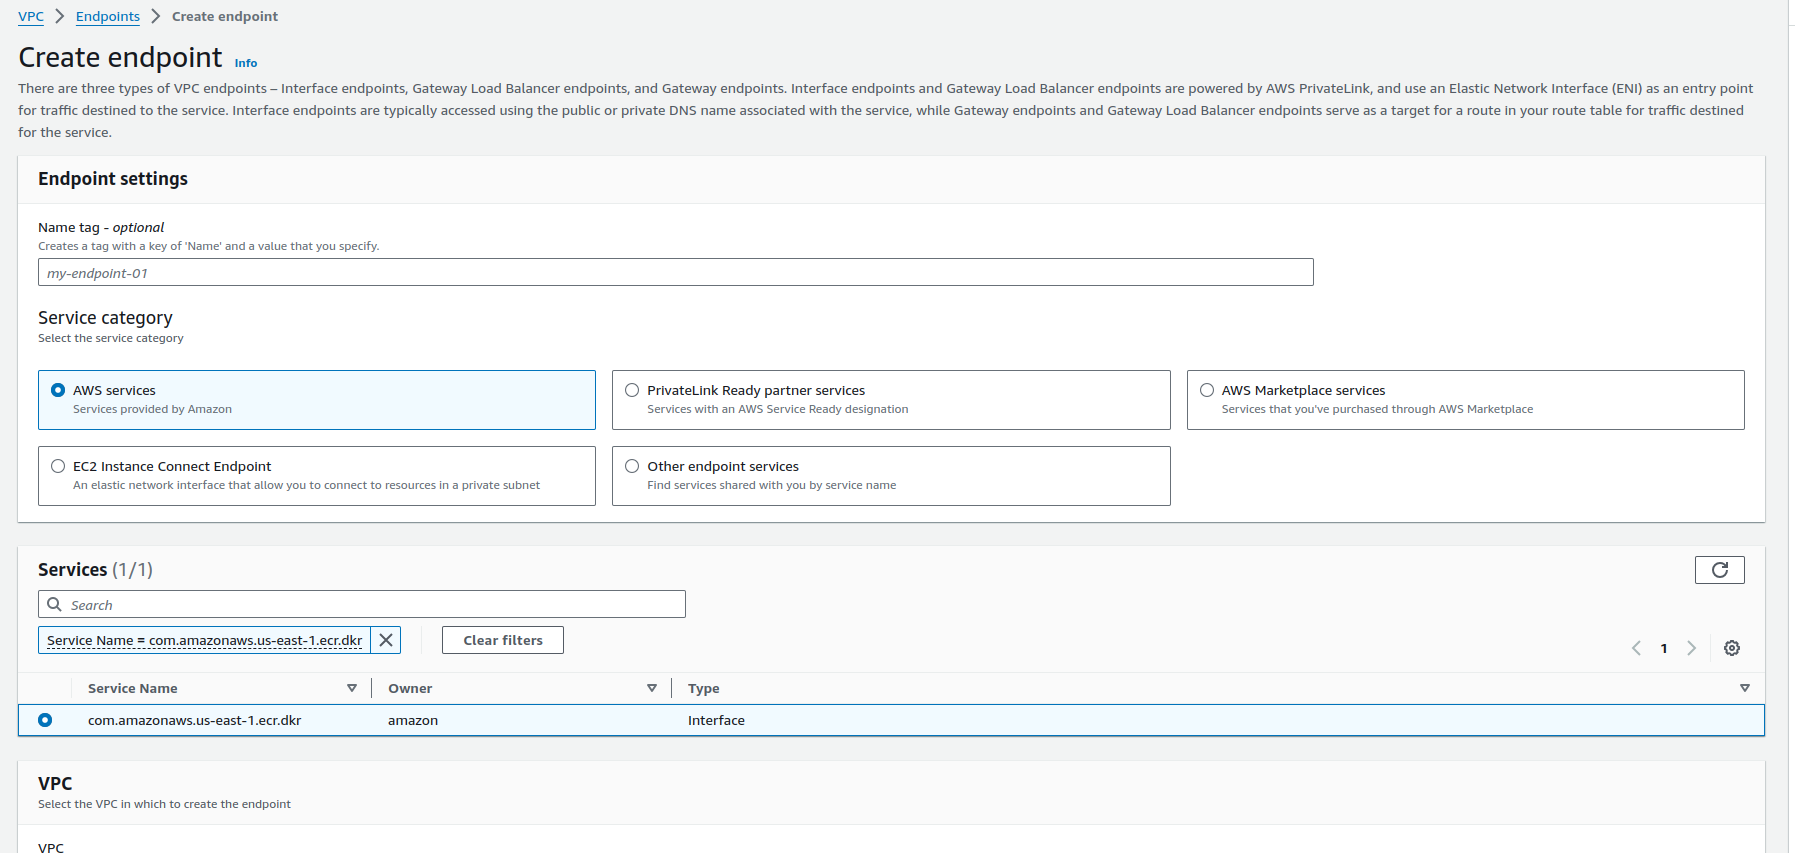 VPC > Endpoints > Create endpoint
Create endpoint Info
There are three types of VPC endpoints – Interface endpoints, Gateway Load Balancer endpoints, and Gateway endpoints. Interface endpoints and Gateway Load Balancer endpoints are powered by AWS PrivateLink, and use an Elastic Network Interface (ENI) as an entry point
for traffic destined to the service. Interface endpoints are typically accessed using the public or private DNS name associated with the service, while Gateway endpoints and Gateway Load Balancer endpoints serve as a target for a route in your route table for traffic destined
for the service.
Endpoint settings
Name tag - optional
Creates a tag with a key of 'Name' and a value that you specify.
my-endpoint-01
Service category
Select the service category
AWS services
Services provided by Amazon
PrivateLink Ready partner services
Services with an AWS Service Ready designation
AWS Marketplace services
Services that you've purchased through AWS Marketplace
EC2 Instance Connect Endpoint
An elastic network interface that allow you to connect to resources in a private subnet
Other endpoint services
Find services shared with you by service name
Services (1/1)
Search
Service Name = com.amazonaws.us-east-1.ecr.dkr
Clear filters
1
Service Name Owner Type
com.amazonaws.us-east-1.ecr.dkr amazon Interface
VPC
Select the VPC in which to create the endpoint
VPC